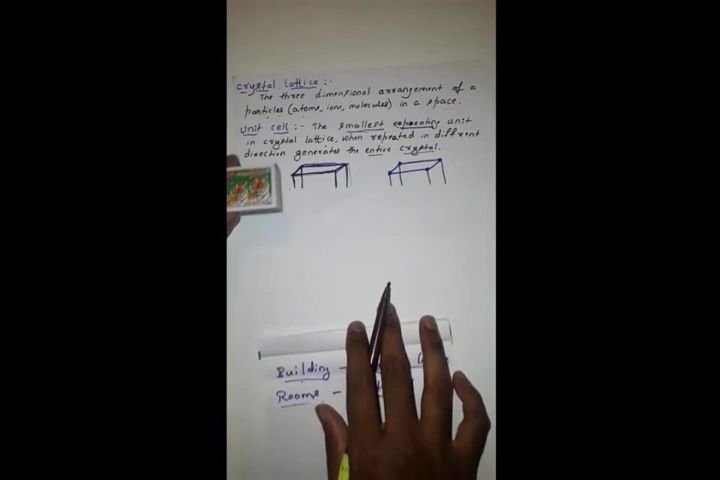 Crystal Lattice :-
The three dimensional arrangement of a
particles (atoms, ions, molecules) in a space.
Unit cell :- The smallest repeating unit
in crystal lattice, when repeated in different
direction generates the entire crystal.
Building -
Rooms -